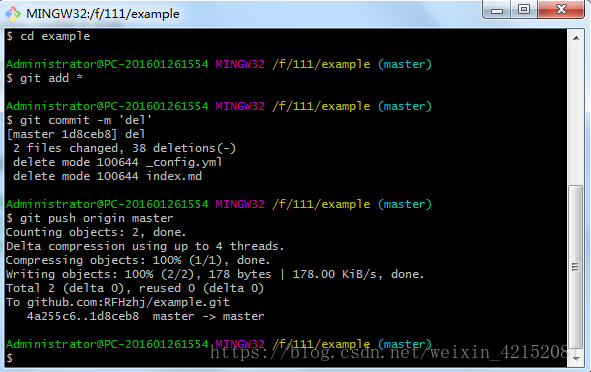 MINGW32:/f/111/example
$ cd example
Administrator@PC-201601261554 MINGW32 /f/111/example (master)
$ git add *
Administrator@PC-201601261554 MINGW32 /f/111/example (master)
$ git commit -m 'del'
[master 1d8ceb8] del
2 files changed, 38 deletions(-)
delete mode 100644 _config.yml
delete mode 100644 index.md
Administrator@PC-201601261554 MINGW32 /f/111/example (master)
$ git push origin master
Counting objects: 2, done.
Delta compression using up to 4 threads.
Compressing objects: 100% (1/1), done.
Writing objects: 100% (2/2), 178 bytes | 178.00 KiB/s, done.
Total 2 (delta 0), reused 0 (delta 0)
To github.com:RFHzhj/example.git
4a255c6..1d8ceb8  master -> master
Administrator@PC-201601261554 MINGW32 /f/111/example (master)
$
https://blog.csdn.net/weixin_42152081